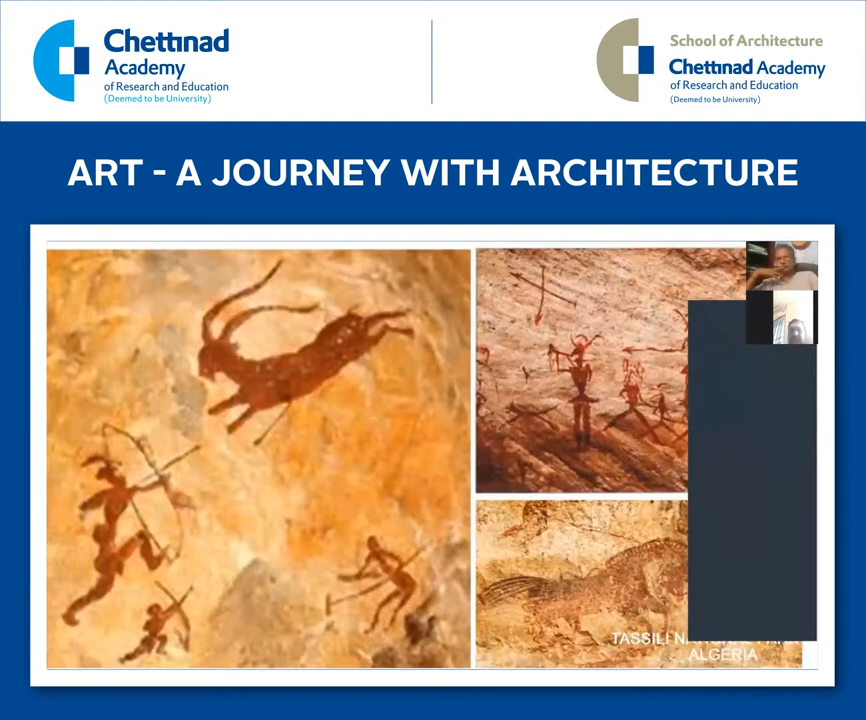 Chettinad
Academy
of Research and Education
(Deemed to be University)
School of Architecture
Chettinad Academy
of Research and Education
(Deemed to be University)
ART - A JOURNEY WITH ARCHITECTURE
TASSILI
ALGERIA